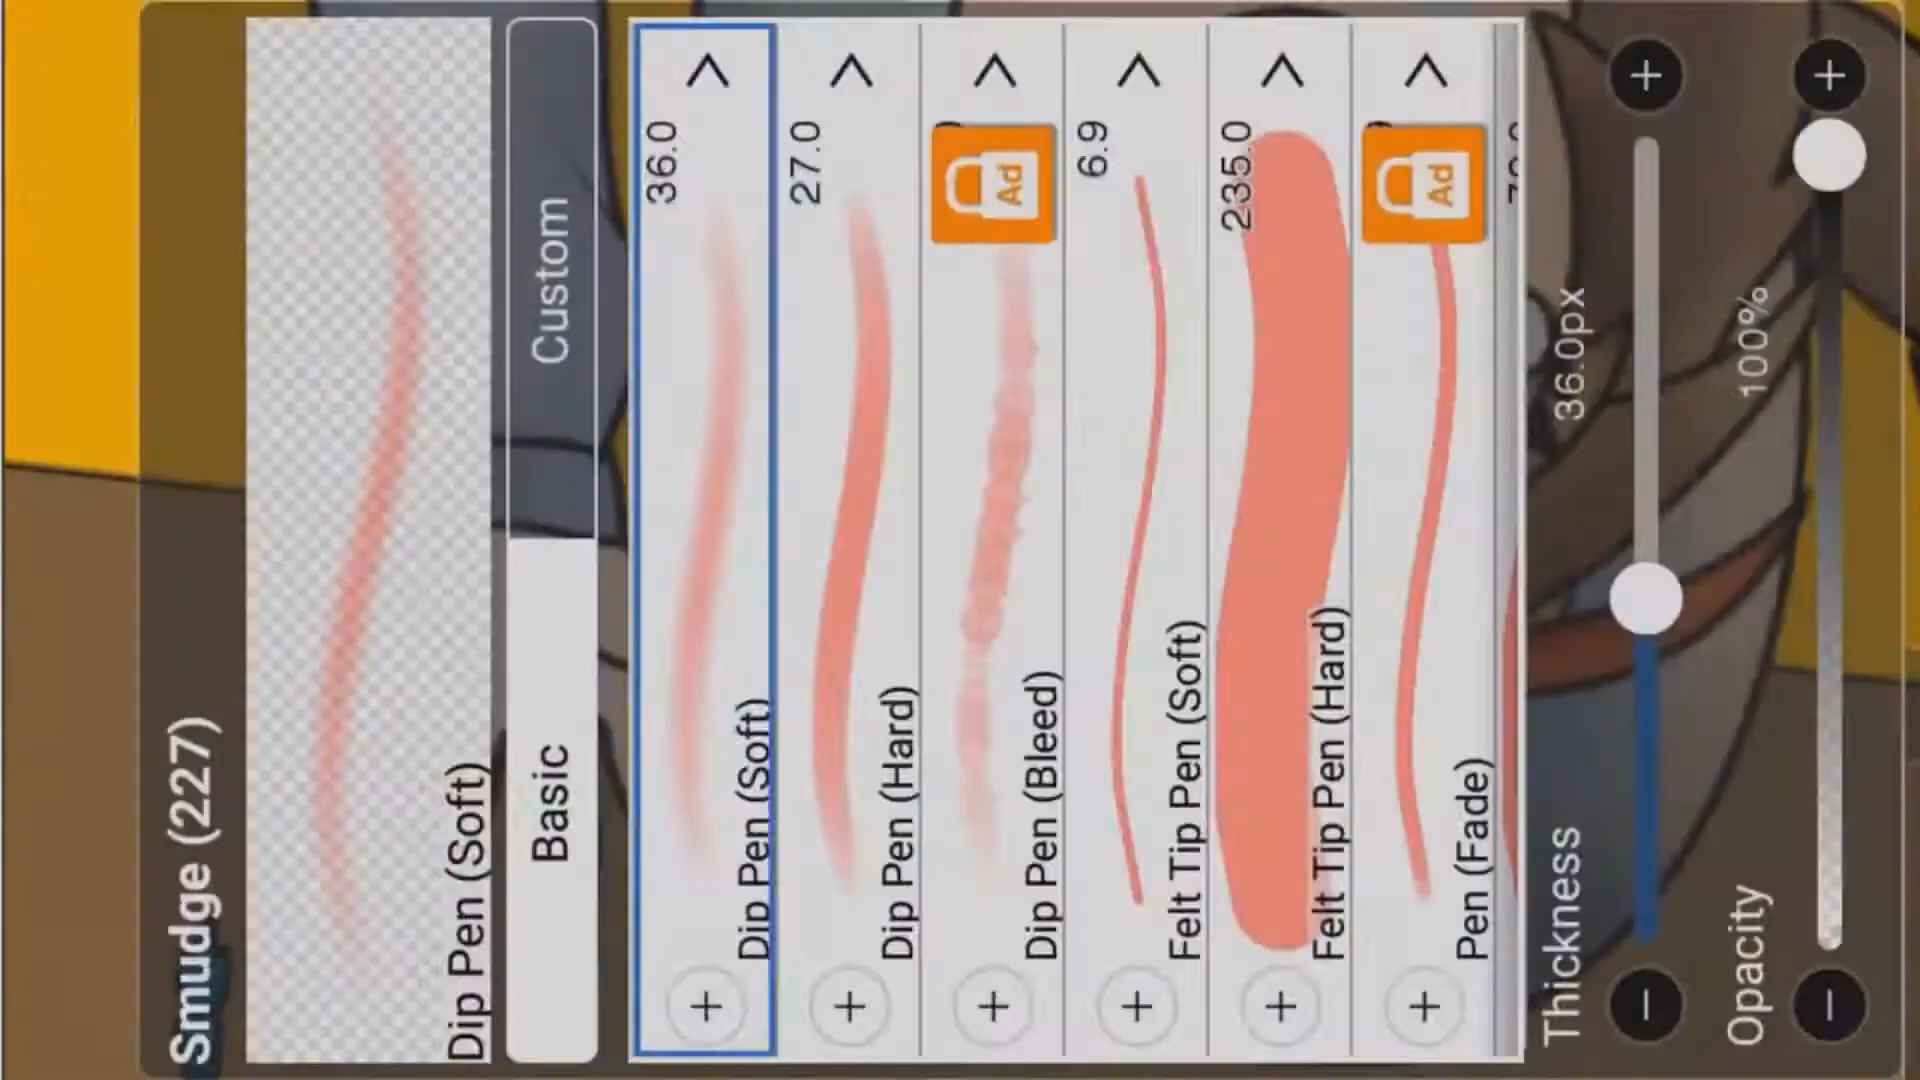 Smudge (227)
Dip Pen (Soft)
Basic
Custom
36.0
Dip Pen (Soft)
27.0
Dip Pen (Hard)
Ad
Dip Pen (Bleed)
6.9
Felt Tip Pen (Soft)
235.0
Felt Tip Pen (Hard)
Ad
Pen (Fade)
Thickness
36.0px
Opacity
100%